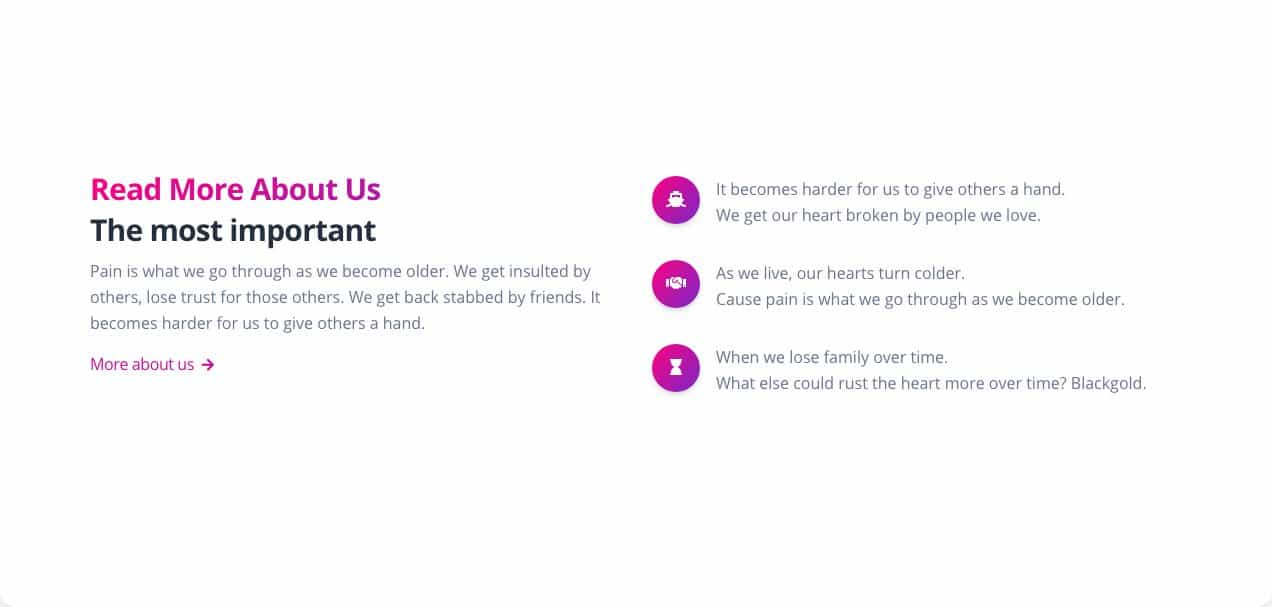 Read More About Us
The most important
Pain is what we go through as we become older. We get insulted by
others, lose trust for those others. We get back stabbed by friends. It
becomes harder for us to give others a hand.
More about us
It becomes harder for us to give others a hand.
We get our heart broken by people we love.
As we live, our hearts turn colder.
Cause pain is what we go through as we become older.
When we lose family over time.
What else could rust the heart more over time? Blackgold.